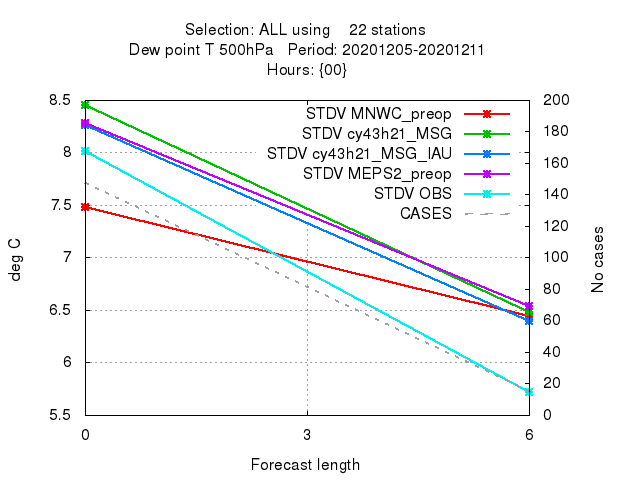 Selection: ALL using 22 stations
Dew point T 500hPa Period: 20201205-20201211
Hours: {00}
8.5
8
7.5
7
6.5
6
5.5
deg C
STDV MNWC_preop
STDV cy43h21_MSG
STDV cy43h21_MSG_IAU
STDV MEPS2_preop
STDV OBS
CASES
200
180
160
140
120
100
80
60
40
20
0
No cases
0 3 6
Forecast length